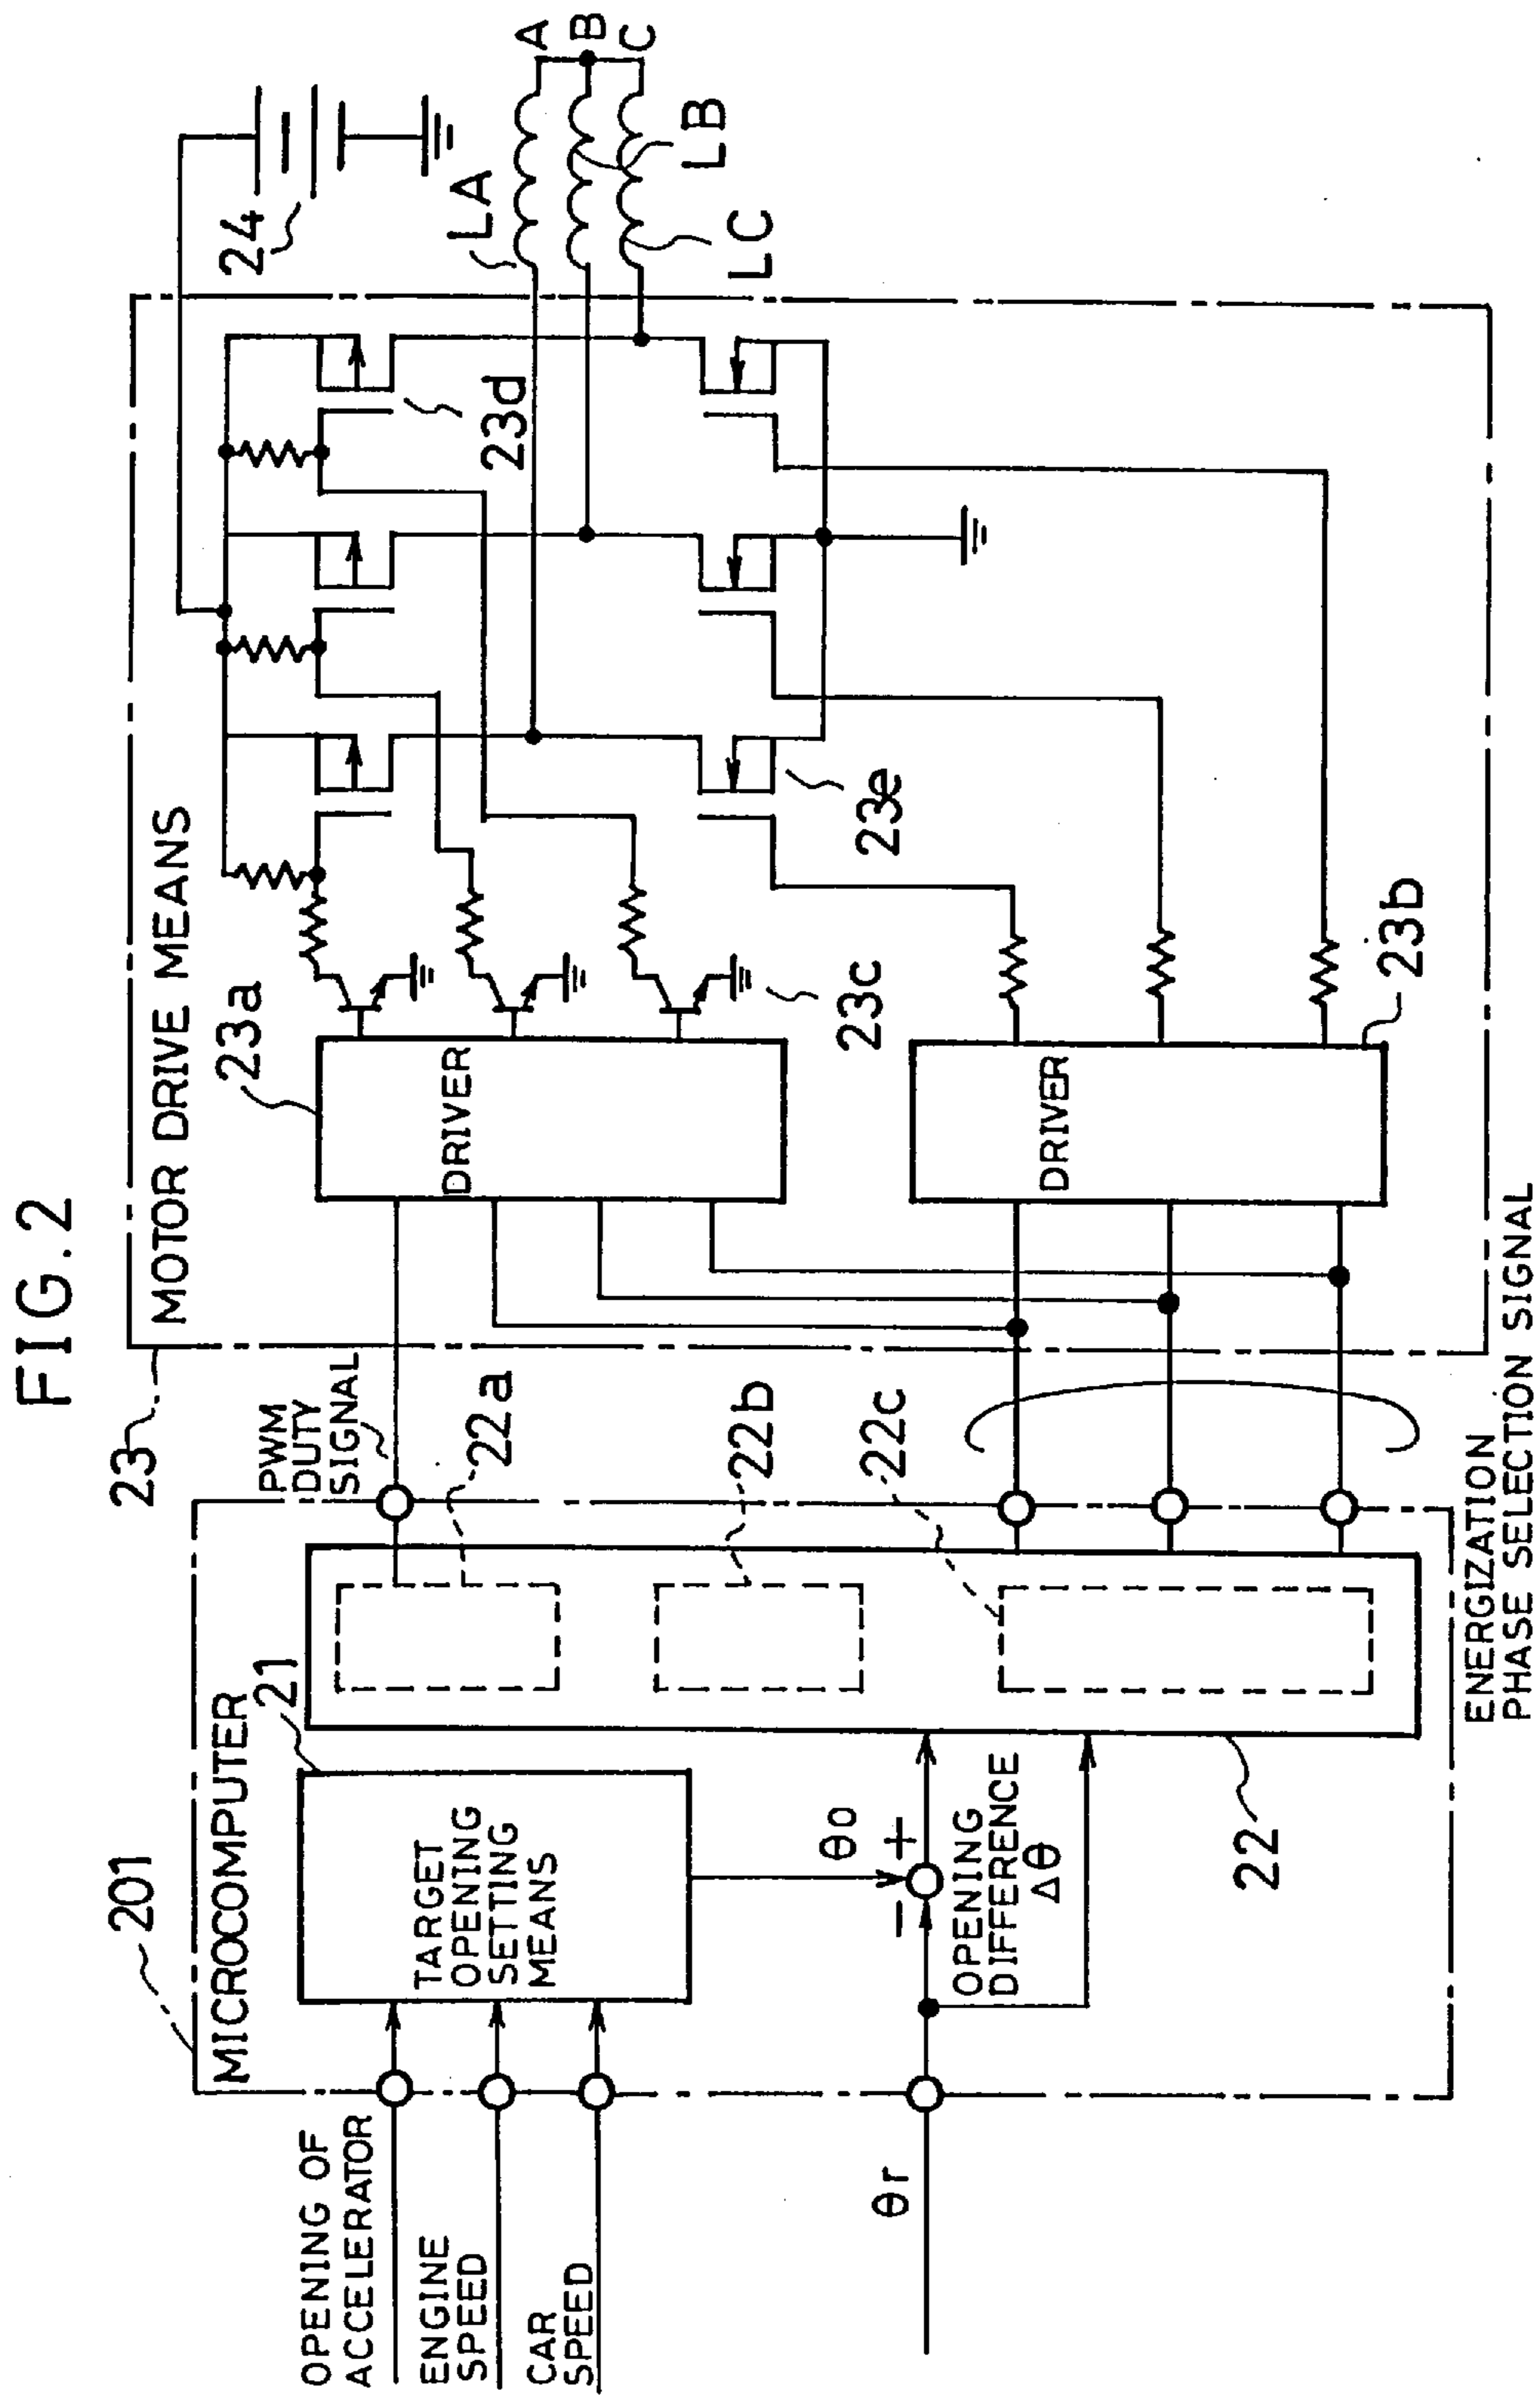 FIG.2
201
MICROCOMPUTER
21
TARGET
OPENING
SETTING
MEANS
OPENING OF
ACCELERATOR
ENGINE
SPEED
CAR
SPEED
θr
θo
+
−
OPENING
DIFFERENCE
Δθ
22
22a
22b
22c
PWM
DUTY
SIGNAL
ENERGIZATION
PHASE SELECTION SIGNAL
23
MOTOR DRIVE MEANS
23a
DRIVER
DRIVER
23b
23c
23d
23e
24
LA
LB
LC
A
B
C